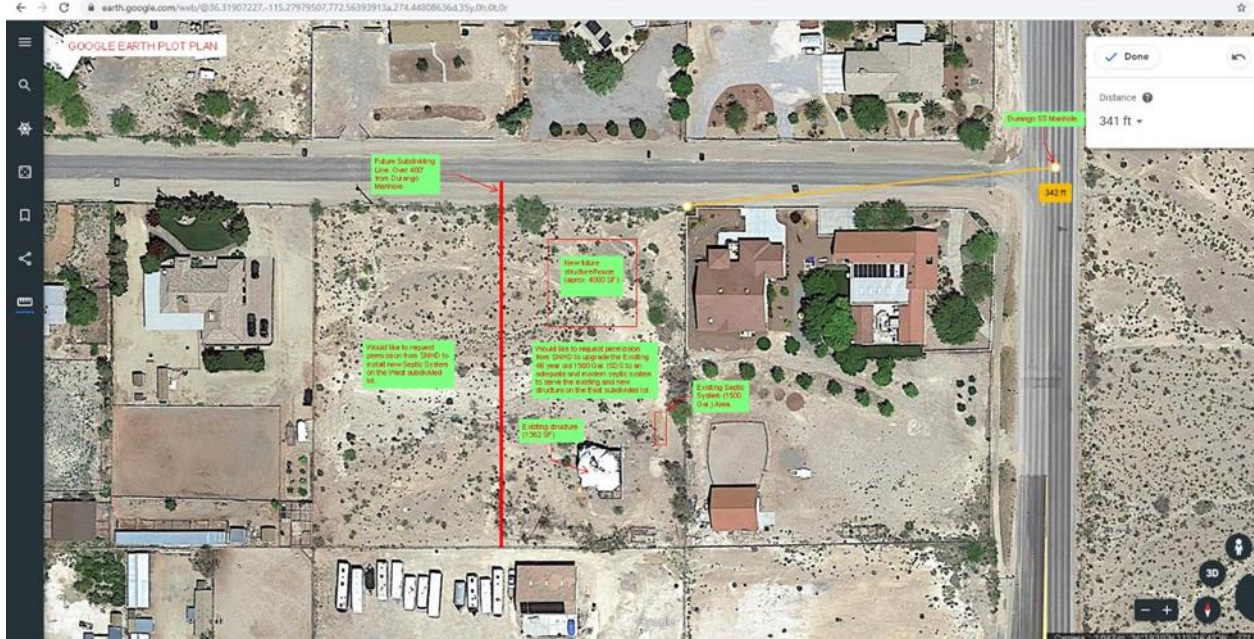 earth.google.com/web/@36.31907227,-115.27979507,772.56393913a,274.44808636d,35y,0h,0t,0r
GOOGLE EARTH PLOT PLAN
Done
Distance
341 ft
Durango SS Manhole
342 ft
Future Subdividing
Line. Over 400'
from Durango
Manhole.
New future
structure/house
(aprox. 4000 SF)
Would like to request
permission from SNHD to
install new Septic System
on the West subdivided
lot.
Would like to request permission
from SNHD to upgrade the Existing
46 year old 1500 Gal. ISDS to an
adequate and modern septic system
to serve the existing and new
structure on the East subdivided lot.
Existing Septic
System (1500
Gal.) Area
Existing structure
(1362 SF)
Google
3D